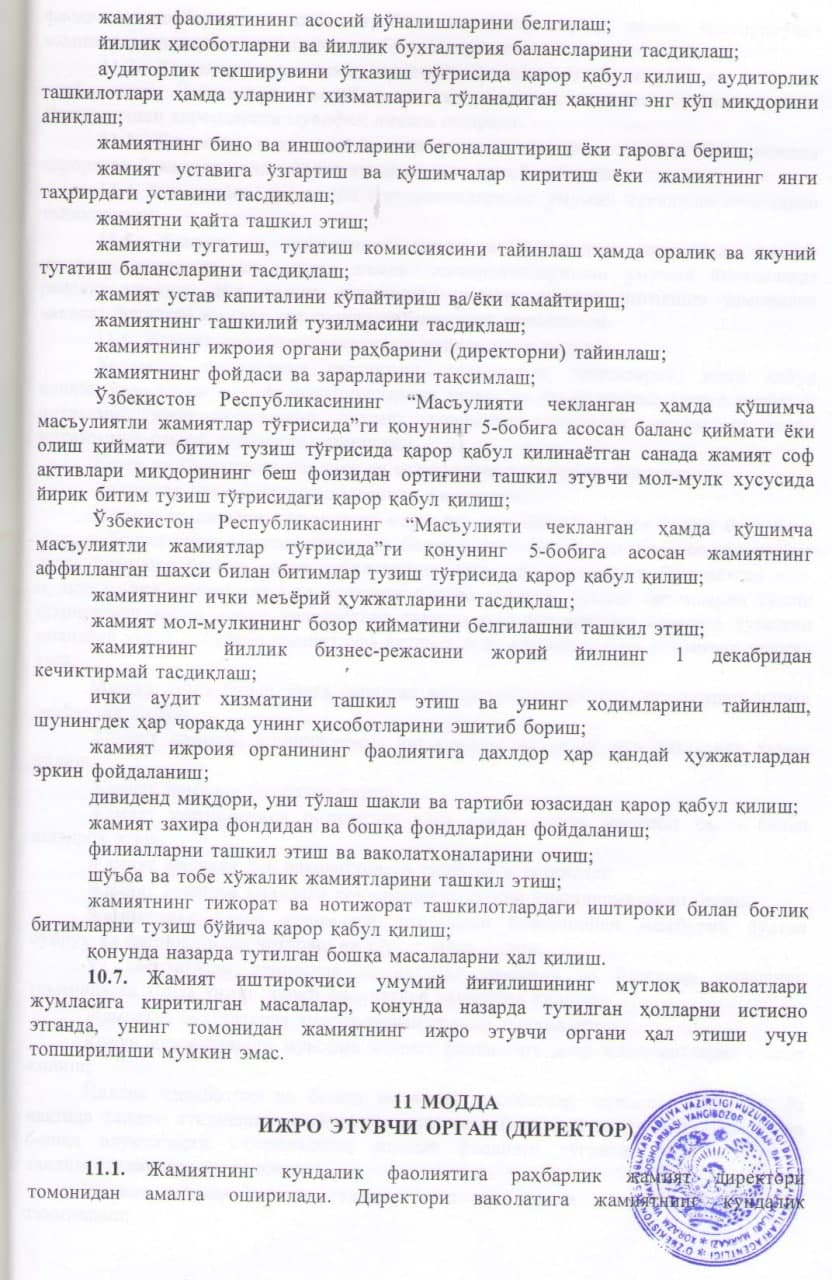 жамият фаолиятининг асосий йўналишларини белгилаш;
йиллик ҳисоботларни ва йиллик бухгалтерия балансларини тасдиқлаш;
аудиторлик текширувини ўтказиш тўғрисида қарор қабул қилиш, аудиторлик
ташкилотлари ҳамда уларнинг хизматларига тўланадиган ҳақнинг энг кўп миқдорини
аниқлаш;
жамиятнинг бино ва иншоотларини бегоналаштириш ёки гаровга бериш;
жамият уставига ўзгартиш ва қўшимчалар киритиш ёки жамиятнинг янги
таҳрирдаги уставини тасдиқлаш;
жамиятни қайта ташкил этиш;
жамиятни тугатиш, тугатиш комиссиясини тайинлаш ҳамда оралиқ ва якуний
тугатиш балансларини тасдиқлаш;
жамият устав капиталини кўпайтириш ва/ёки камайтириш;
жамиятнинг ташкилий тузилмасини тасдиқлаш;
жамиятнинг ижроия органи раҳбарини (директорни) тайинлаш;
жамиятнинг фойдаси ва зарарларини тақсимлаш;
Ўзбекистон Республикасининг “Масъулияти чекланган ҳамда қўшимча
масъулиятли жамиятлар тўғрисида”ги қонунинг 5-бобига асосан баланс қиймати ёки
олиш қиймати битим тузиш тўғрисида қарор қабул қилинаётган санада жамият соф
активлари миқдорининг беш фоизидан ортиғини ташкил этувчи мол-мулк хусусида
йирик битим тузиш тўғрисидаги қарор қабул қилиш;
Ўзбекистон Республикасининг “Масъулияти чекланган ҳамда қўшимча
масъулиятли жамиятлар тўғрисида”ги қонунинг 5-бобига асосан жамиятнинг
аффилланган шахси билан битимлар тузиш тўғрисида қарор қабул қилиш;
жамиятнинг ички меъёрий ҳужжатларини тасдиқлаш;
жамият мол-мулкининг бозор қийматини белгилашни ташкил этиш;
жамиятнинг йиллик бизнес-режасини жорий йилнинг 1 декабридан
кечиктирмай тасдиқлаш;
ички аудит хизматини ташкил этиш ва унинг ходимларини тайинлаш,
шунингдек ҳар чоракда унинг ҳисоботларини эшитиб бориш;
жамият ижроия органининг фаолиятига дахлдор ҳар қандай ҳужжатлардан
эркин фойдаланиш;
дивиденд миқдори, уни тўлаш шакли ва тартиби юзасидан қарор қабул қилиш;
жамият захира фондидан ва бошқа фондларидан фойдаланиш;
филиалларни ташкил этиш ва ваколатхоналарини очиш;
шўъба ва тобе хўжалик жамиятларини ташкил этиш;
жамиятнинг тижорат ва нотижорат ташкилотлардаги иштироки билан боғлиқ
битимларни тузиш бўйича қарор қабул қилиш;
қонунда назарда тутилган бошқа масалаларни ҳал қилиш.
10.7. Жамият иштирокчиси умумий йиғилишининг мутлоқ ваколатлари
жумласига киритилган масалалар, қонунда назарда тутилган ҳолларни истисно
этганда, унинг томонидан жамиятнинг ижро этувчи органи ҳал этиши учун
топширилиши мумкин эмас.
11 МОДДА
ИЖРО ЭТУВЧИ ОРГАН (ДИРЕКТОР)
11.1. Жамиятнинг кундалик фаолиятига раҳбарлик жамият директори
томонидан амалга оширилади. Директори ваколатига жамиятнинг кундалик